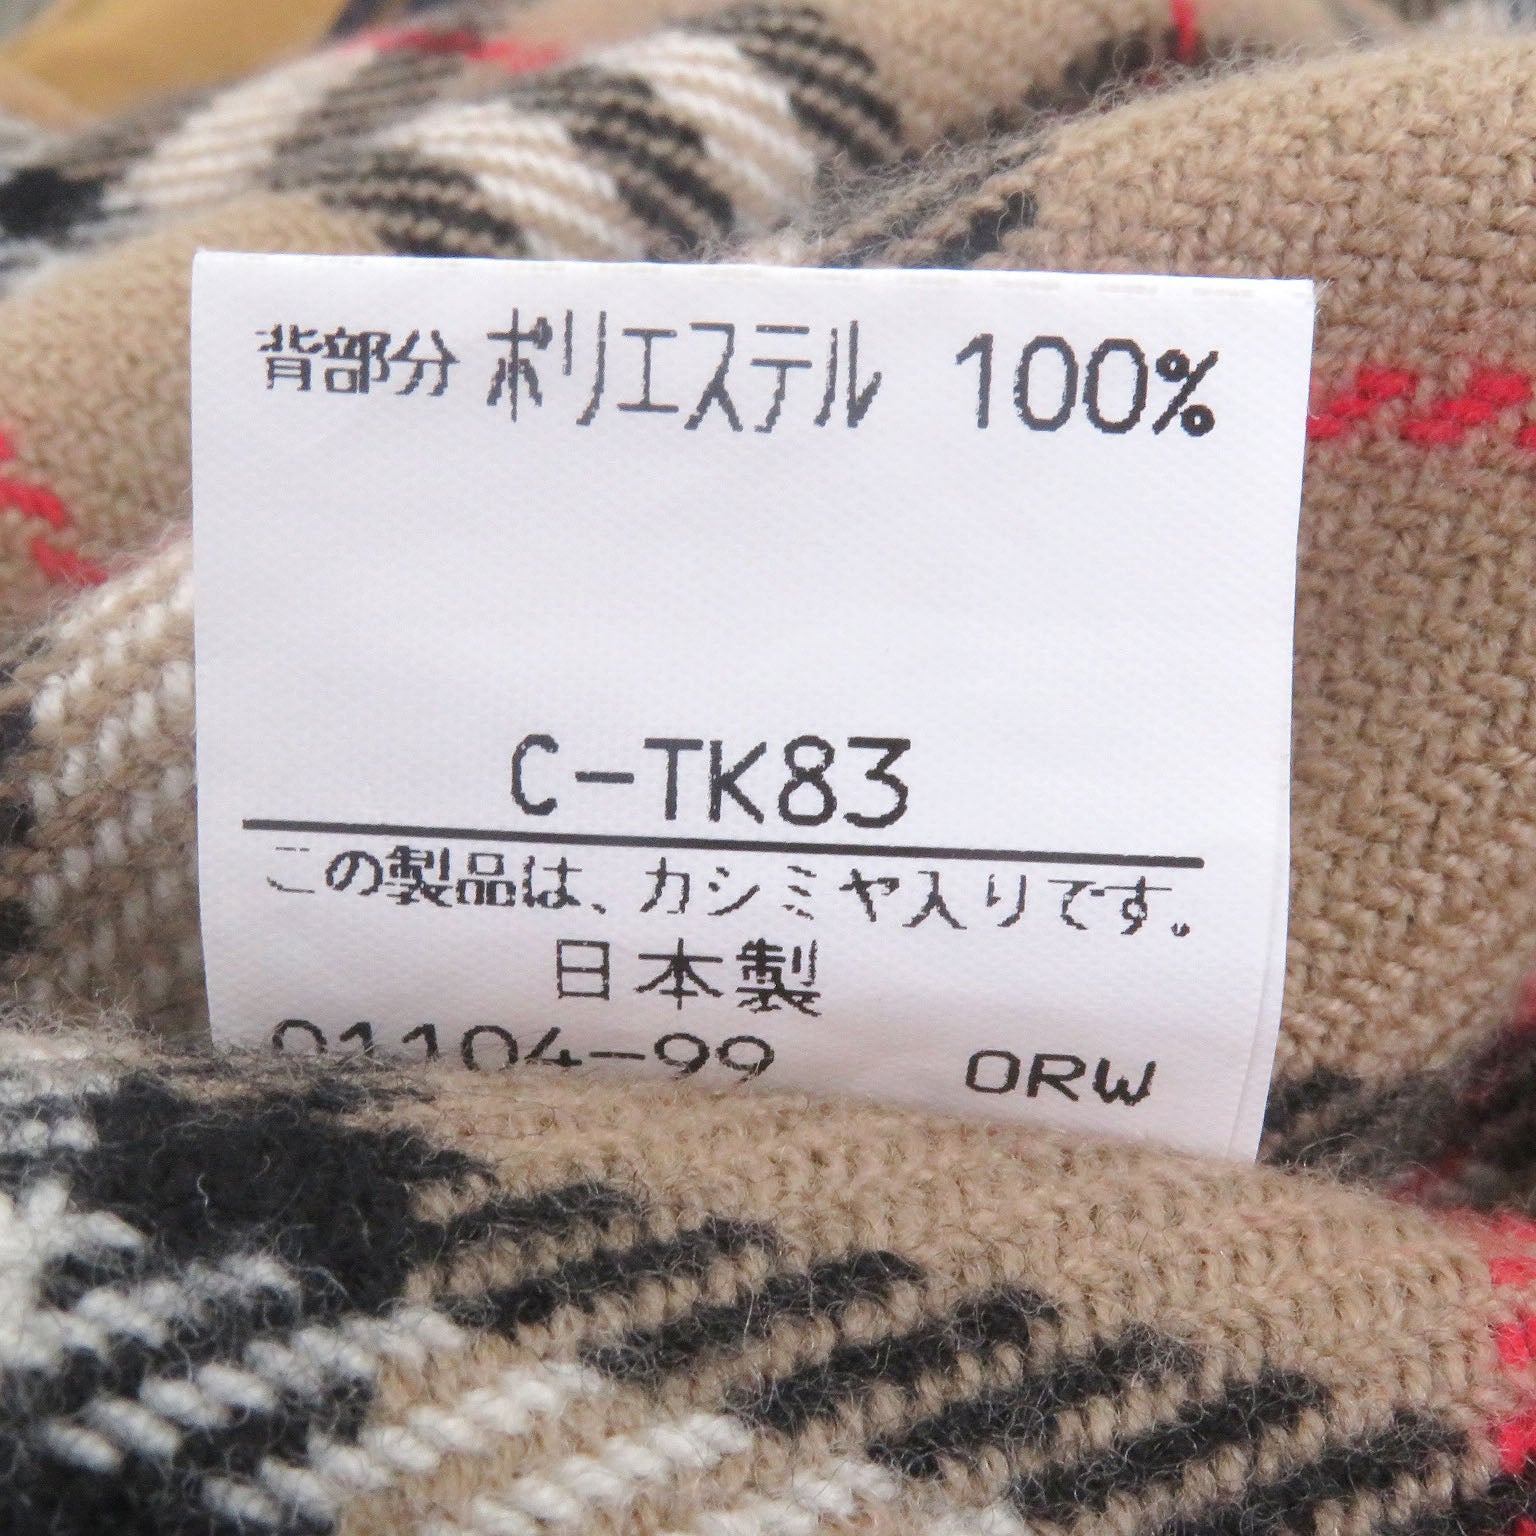 背部分 ポリエステル 100%
C-TK83
この製品は、カシミヤ入りです。
日本製
01104-99 ORW